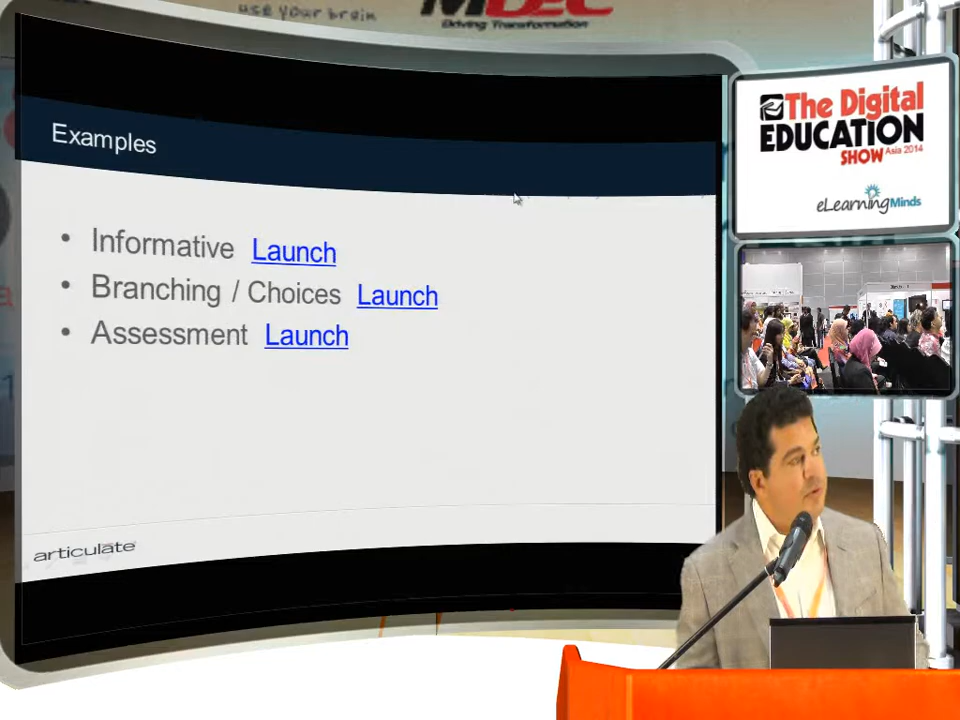 use your brain
MDEC
Driving Transformation
Examples
• Informative Launch
• Branching / Choices Launch
• Assessment Launch
articulate
The Digital
EDUCATION
SHOW Asia 2014
eLearningMinds